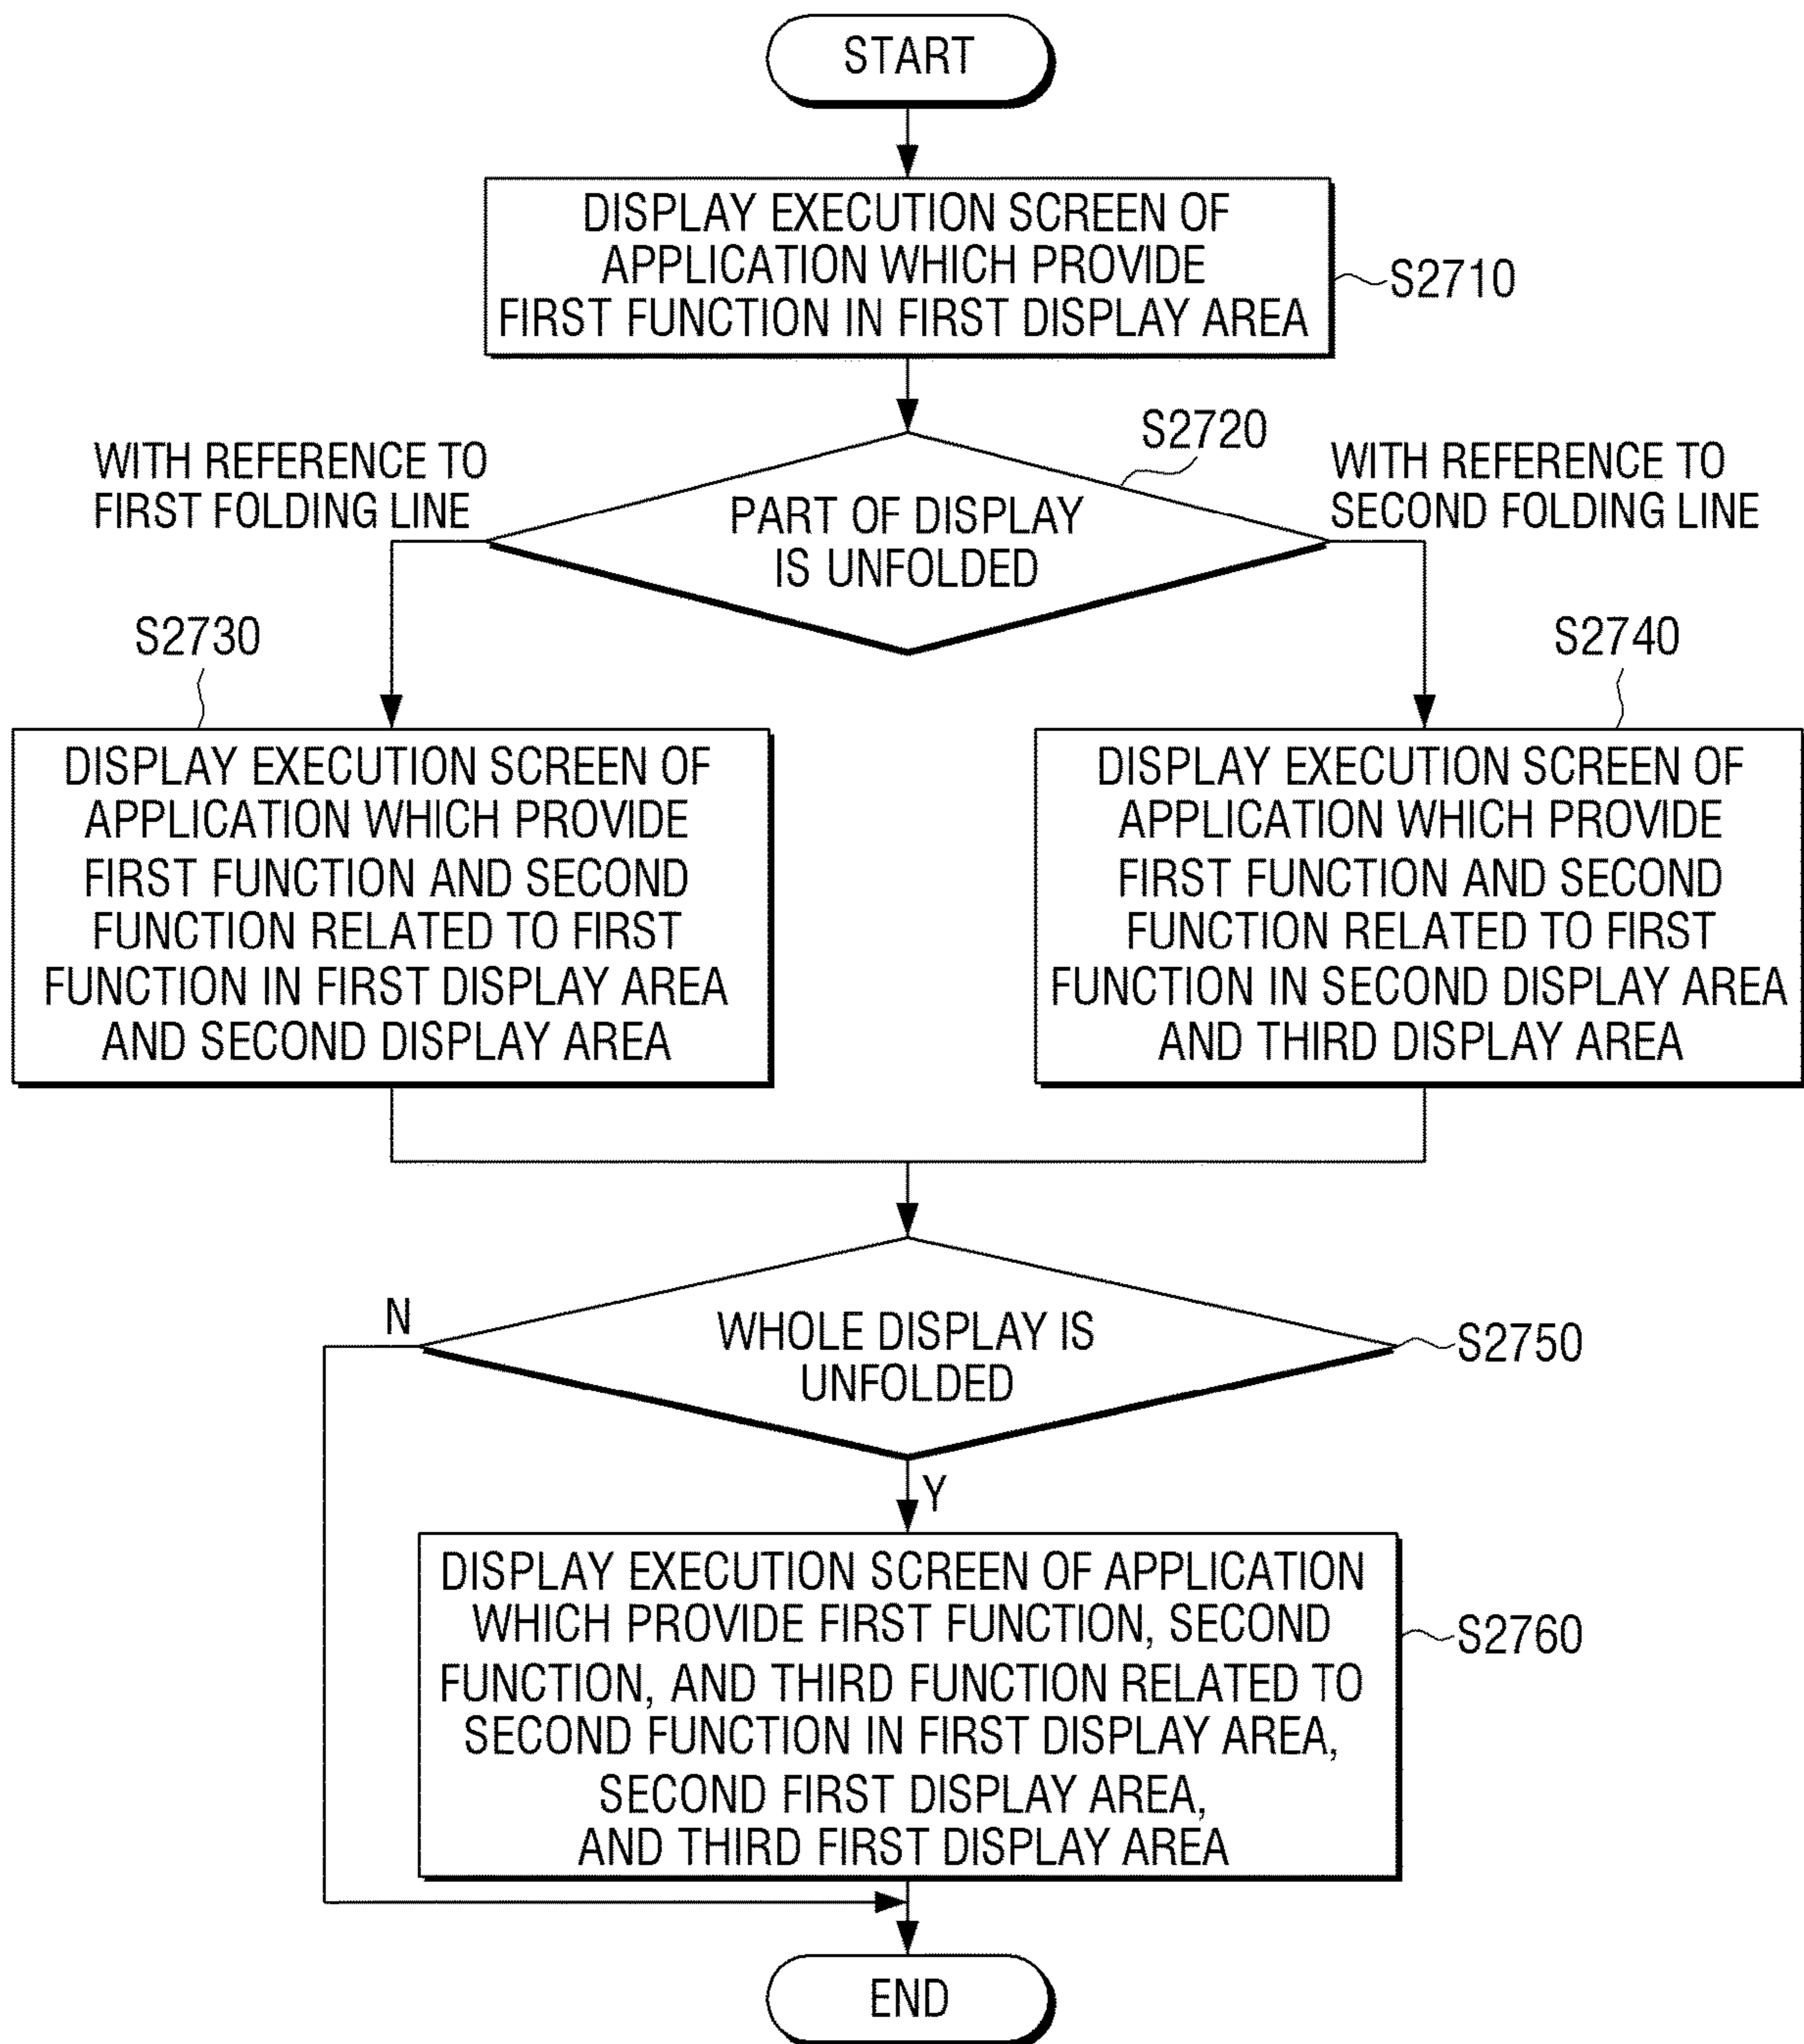 START
DISPLAY EXECUTION SCREEN OF
APPLICATION WHICH PROVIDE
FIRST FUNCTION IN FIRST DISPLAY AREA
S2710
S2720
WITH REFERENCE TO
FIRST FOLDING LINE
PART OF DISPLAY
IS UNFOLDED
WITH REFERENCE TO
SECOND FOLDING LINE
S2730
DISPLAY EXECUTION SCREEN OF
APPLICATION WHICH PROVIDE
FIRST FUNCTION AND SECOND
FUNCTION RELATED TO FIRST
FUNCTION IN FIRST DISPLAY AREA
AND SECOND DISPLAY AREA
S2740
DISPLAY EXECUTION SCREEN OF
APPLICATION WHICH PROVIDE
FIRST FUNCTION AND SECOND
FUNCTION RELATED TO FIRST
FUNCTION IN SECOND DISPLAY AREA
AND THIRD DISPLAY AREA
N
WHOLE DISPLAY IS
UNFOLDED
S2750
Y
DISPLAY EXECUTION SCREEN OF APPLICATION
WHICH PROVIDE FIRST FUNCTION, SECOND
FUNCTION, AND THIRD FUNCTION RELATED TO
SECOND FUNCTION IN FIRST DISPLAY AREA,
SECOND FIRST DISPLAY AREA,
AND THIRD FIRST DISPLAY AREA
S2760
END